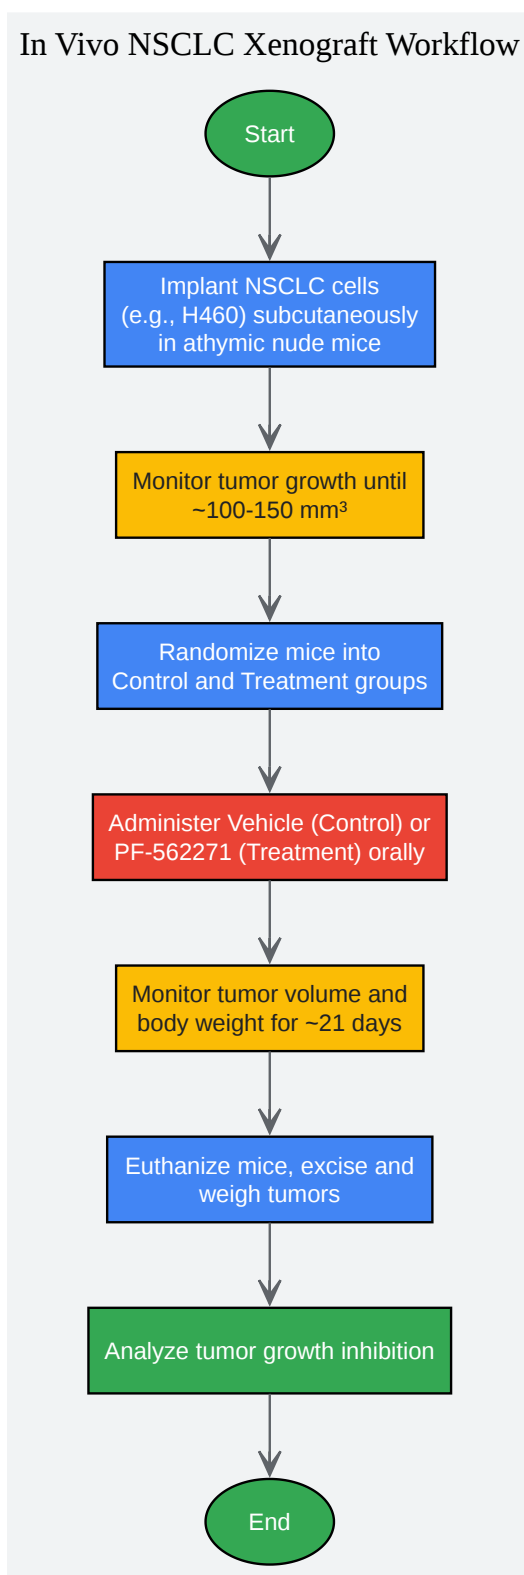 In Vivo NSCLC Xenograft Workflow
Start
Implant NSCLC cells
(e.g., H460) subcutaneously
in athymic nude mice
Monitor tumor growth until
~100-150 mm³
Randomize mice into
Control and Treatment groups
Administer Vehicle (Control) or
PF-562271 (Treatment) orally
Monitor tumor volume and
body weight for ~21 days
Euthanize mice, excise and
weigh tumors
Analyze tumor growth inhibition
End